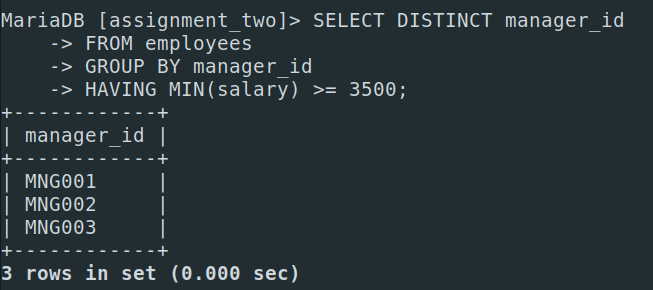 MariaDB [assignment_two]> SELECT DISTINCT manager_id
    -> FROM employees
    -> GROUP BY manager_id
    -> HAVING MIN(salary) >= 3500;
+------------+
| manager_id |
+------------+
| MNG001     |
| MNG002     |
| MNG003     |
+------------+
3 rows in set (0.000 sec)